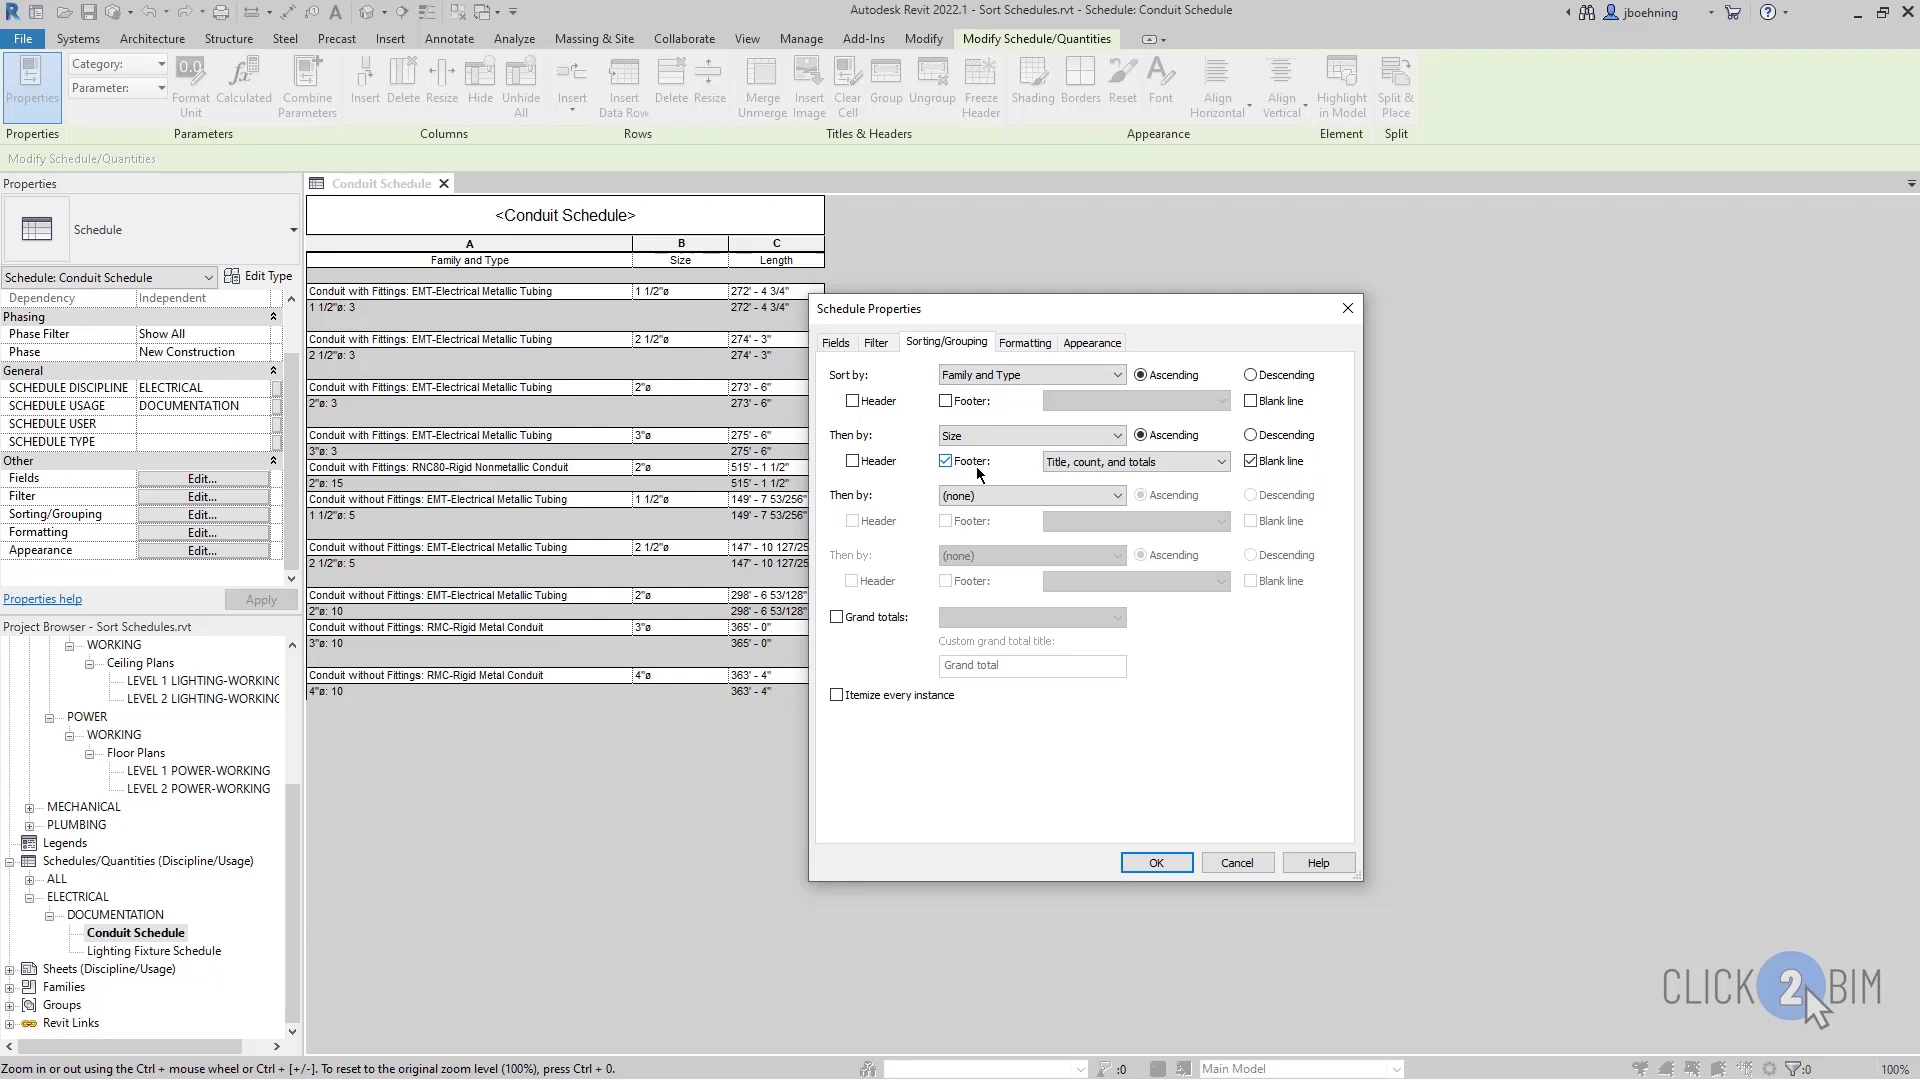 Autodesk Revit 2022.1 - Sort Schedules.rvt - Schedule: Conduit Schedule
jboehning
File Systems Architecture Structure Steel Precast Insert Annotate Analyze Massing & Site Collaborate View Manage Add-Ins Modify Modify Schedule/Quantities
Category:
Parameter:
Properties Format Unit Calculated Combine Parameters Insert Delete Resize Hide Unhide All Insert Insert Data Row Delete Resize Merge Unmerge Insert Image Clear Cell Group Ungroup Freeze Header Shading Borders Reset Font Align Horizontal Align Vertical Highlight in Model Split & Place
Properties Parameters Columns Rows Titles & Headers Appearance Element Split
Modify Schedule/Quantities
Properties
Schedule
Schedule: Conduit Schedule Edit Type
Dependency Independent
Phasing
Phase Filter Show All
Phase New Construction
General
SCHEDULE DISCIPLINE ELECTRICAL
SCHEDULE USAGE DOCUMENTATION
SCHEDULE USER
SCHEDULE TYPE
Other
Fields Edit...
Filter Edit...
Sorting/Grouping Edit...
Formatting Edit...
Appearance Edit...
Properties help Apply
Project Browser - Sort Schedules.rvt
WORKING
Ceiling Plans
LEVEL 1 LIGHTING-WORKING
LEVEL 2 LIGHTING-WORKING
POWER
WORKING
Floor Plans
LEVEL 1 POWER-WORKING
LEVEL 2 POWER-WORKING
MECHANICAL
PLUMBING
Legends
Schedules/Quantities (Discipline/Usage)
ALL
ELECTRICAL
DOCUMENTATION
Conduit Schedule
Lighting Fixture Schedule
Sheets (Discipline/Usage)
Families
Groups
Revit Links
Conduit Schedule
<Conduit Schedule>
A B C
Family and Type Size Length
Conduit with Fittings: EMT-Electrical Metallic Tubing 1 1/2"ø 272' - 4 3/4"
1 1/2"ø: 3 272' - 4 3/4"
Conduit with Fittings: EMT-Electrical Metallic Tubing 2 1/2"ø 274' - 3"
2 1/2"ø: 3 274' - 3"
Conduit with Fittings: EMT-Electrical Metallic Tubing 2"ø 273' - 6"
2"ø: 3 273' - 6"
Conduit with Fittings: EMT-Electrical Metallic Tubing 3"ø 275' - 6"
3"ø: 3 275' - 6"
Conduit with Fittings: RNC80-Rigid Nonmetallic Conduit 2"ø 515' - 1 1/2"
2"ø: 15 515' - 1 1/2"
Conduit without Fittings: EMT-Electrical Metallic Tubing 1 1/2"ø 149' - 7 53/256"
1 1/2"ø: 5 149' - 7 53/256"
Conduit without Fittings: EMT-Electrical Metallic Tubing 2 1/2"ø 147' - 10 127/25
2 1/2"ø: 5 147' - 10 127/25
Conduit without Fittings: EMT-Electrical Metallic Tubing 2"ø 298' - 6 53/128"
2"ø: 10 298' - 6 53/128"
Conduit without Fittings: RMC-Rigid Metal Conduit 3"ø 365' - 0"
3"ø: 10 365' - 0"
Conduit without Fittings: RMC-Rigid Metal Conduit 4"ø 363' - 4"
4"ø: 10 363' - 4"
Schedule Properties
Fields Filter Sorting/Grouping Formatting Appearance
Sort by: Family and Type Ascending Descending
Header Footer: Blank line
Then by: Size Ascending Descending
Header Footer: Title, count, and totals Blank line
Then by: (none) Ascending Descending
Header Footer: Blank line
Then by: (none) Ascending Descending
Header Footer: Blank line
Grand totals:
Custom grand total title:
Grand total
Itemize every instance
OK Cancel Help
CLICK 2 BIM
Zoom in or out using the Ctrl + mouse wheel or Ctrl + [+/-]. To reset to the original zoom level (100%), press Ctrl + 0. :0 Main Model :0 100%